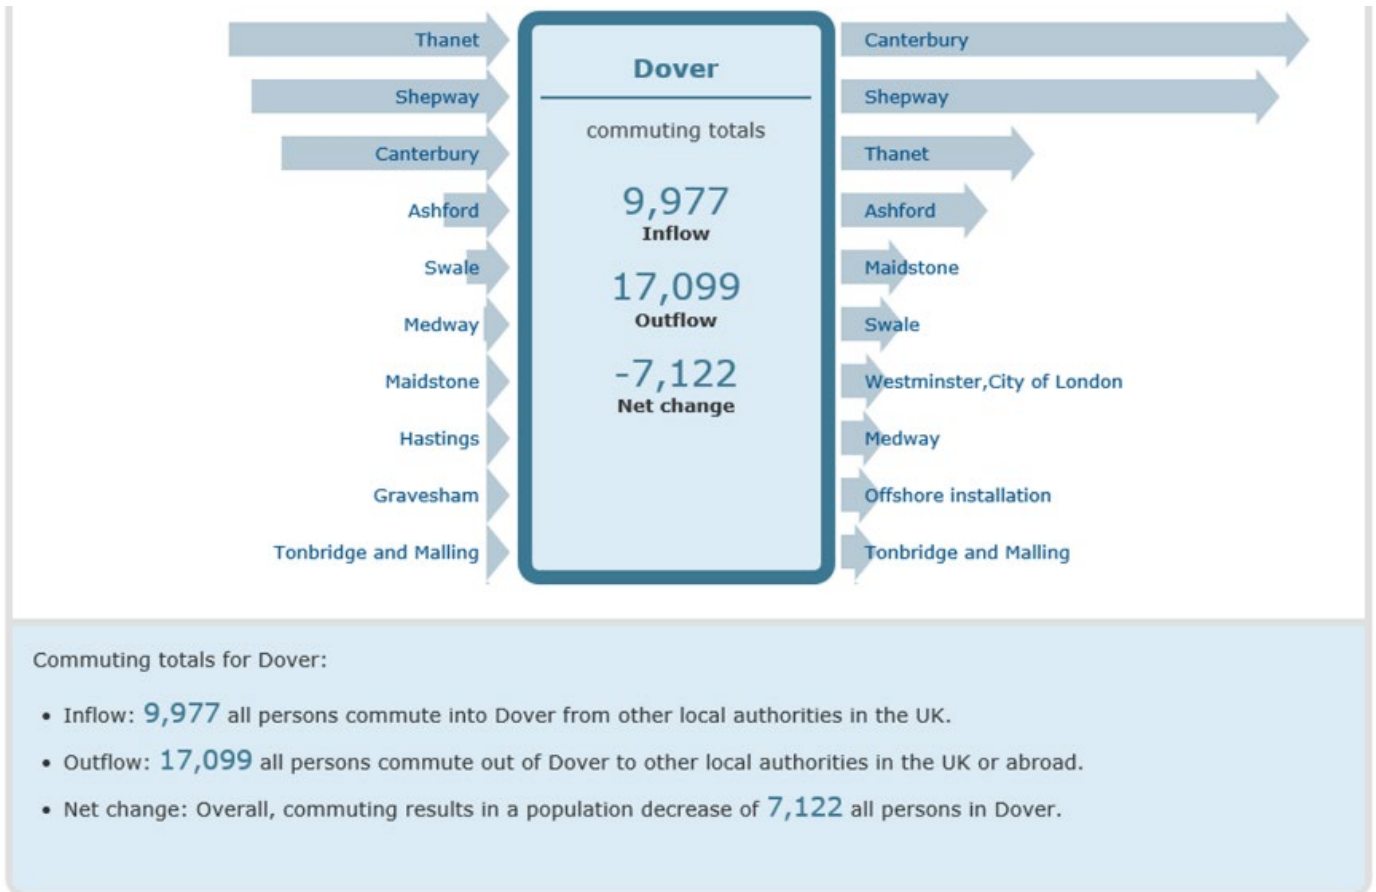 Thanet
Shepway
Canterbury
Ashford
Swale
Medway
Maidstone
Hastings
Gravesham
Tonbridge and Malling
Dover
commuting totals
9,977
Inflow
17,099
Outflow
-7,122
Net change
Canterbury
Shepway
Thanet
Ashford
Maidstone
Swale
Westminster,City of London
Medway
Offshore installation
Tonbridge and Malling
Commuting totals for Dover:
• Inflow: 9,977 all persons commute into Dover from other local authorities in the UK.
• Outflow: 17,099 all persons commute out of Dover to other local authorities in the UK or abroad.
• Net change: Overall, commuting results in a population decrease of 7,122 all persons in Dover.